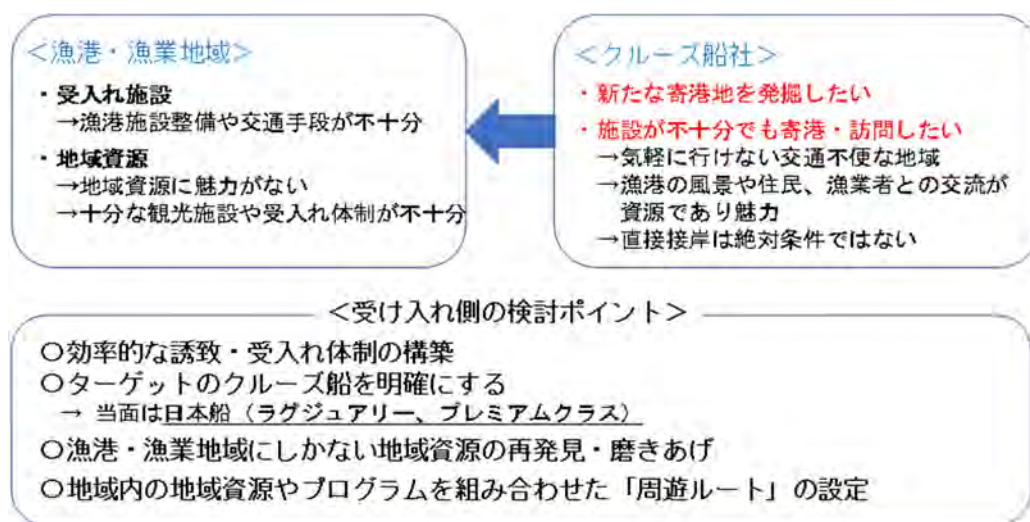 <漁港・漁業地域>
・受入れ施設
→漁港施設整備や交通手段が不十分
・地域資源
→地域資源に魅力がない
→十分な観光施設や受入れ体制が不十分
<クルーズ船社>
・新たな寄港地を発掘したい
・施設が不十分でも寄港・訪問したい
→気軽に行けない交通不便な地域
→漁港の風景や住民、漁業者との交流が
資源であり魅力
→直接接岸は絶対条件ではない
<受け入れ側の検討ポイント>
○効率的な誘致・受入れ体制の構築
○ターゲットのクルーズ船を明確にする
→ 当面は日本船(ラグジュアリー、プレミアムクラス)
○漁港・漁業地域にしかない地域資源の再発見・磨きあげ
○地域内の地域資源やプログラムを組み合わせた「周遊ルート」の設定